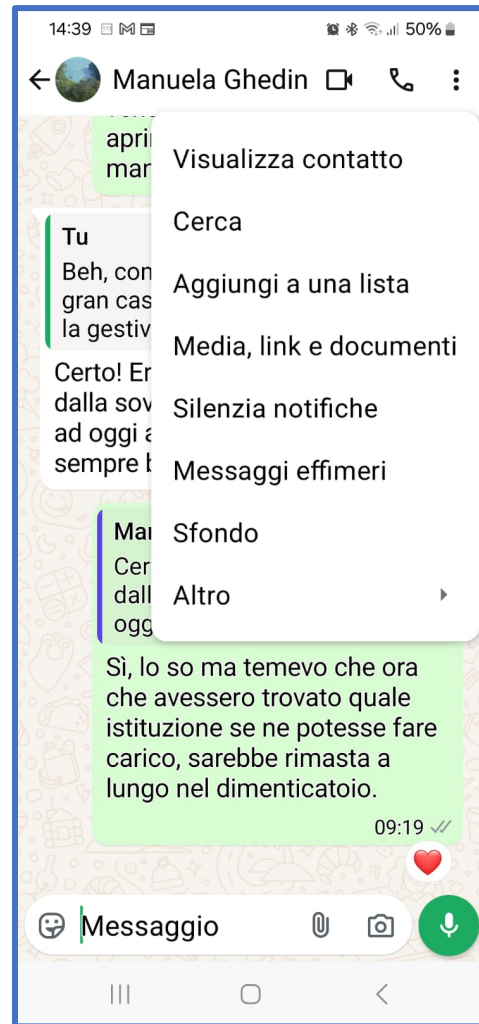 14:39 50%
Manuela Ghedin
apri
mar
Visualizza contatto
Cerca
Aggiungi a una lista
Media, link e documenti
Silenzia notifiche
Messaggi effimeri
Sfondo
Altro
Tu
Beh, con
gran cas
la gestiv
Certo! Er
dalla sov
ad oggi a
sempre b
Mar
Cer
dall
ogg
Sì, lo so ma temevo che ora
che avessero trovato quale
istituzione se ne potesse fare
carico, sarebbe rimasta a
lungo nel dimenticatoio.
09:19
Messaggio